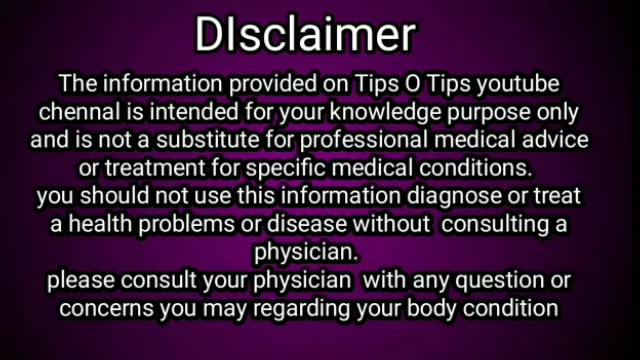 DIsclaimer
The information provided on Tips O Tips youtube
chennal is intended for your knowledge purpose only
and is not a substitute for professional medical advice
or treatment for specific medical conditions.
you should not use this information diagnose or treat
a health problems or disease without consulting a
physician.
please consult your physician with any question or
concerns you may regarding your body condition